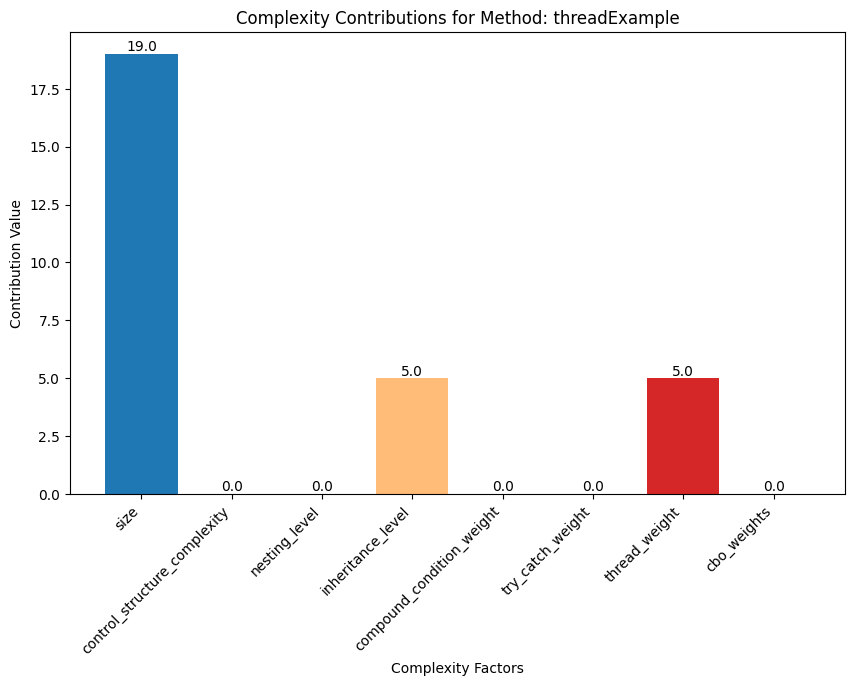 Complexity Contributions for Method: threadExample
Contribution Value
17.5
15.0
12.5
10.0
7.5
5.0
2.5
0.0
19.0
0.0
0.0
5.0
0.0
0.0
5.0
0.0
size
control_structure_complexity
nesting_level
inheritance_level
compound_condition_weight
try_catch_weight
thread_weight
cbo_weights
Complexity Factors